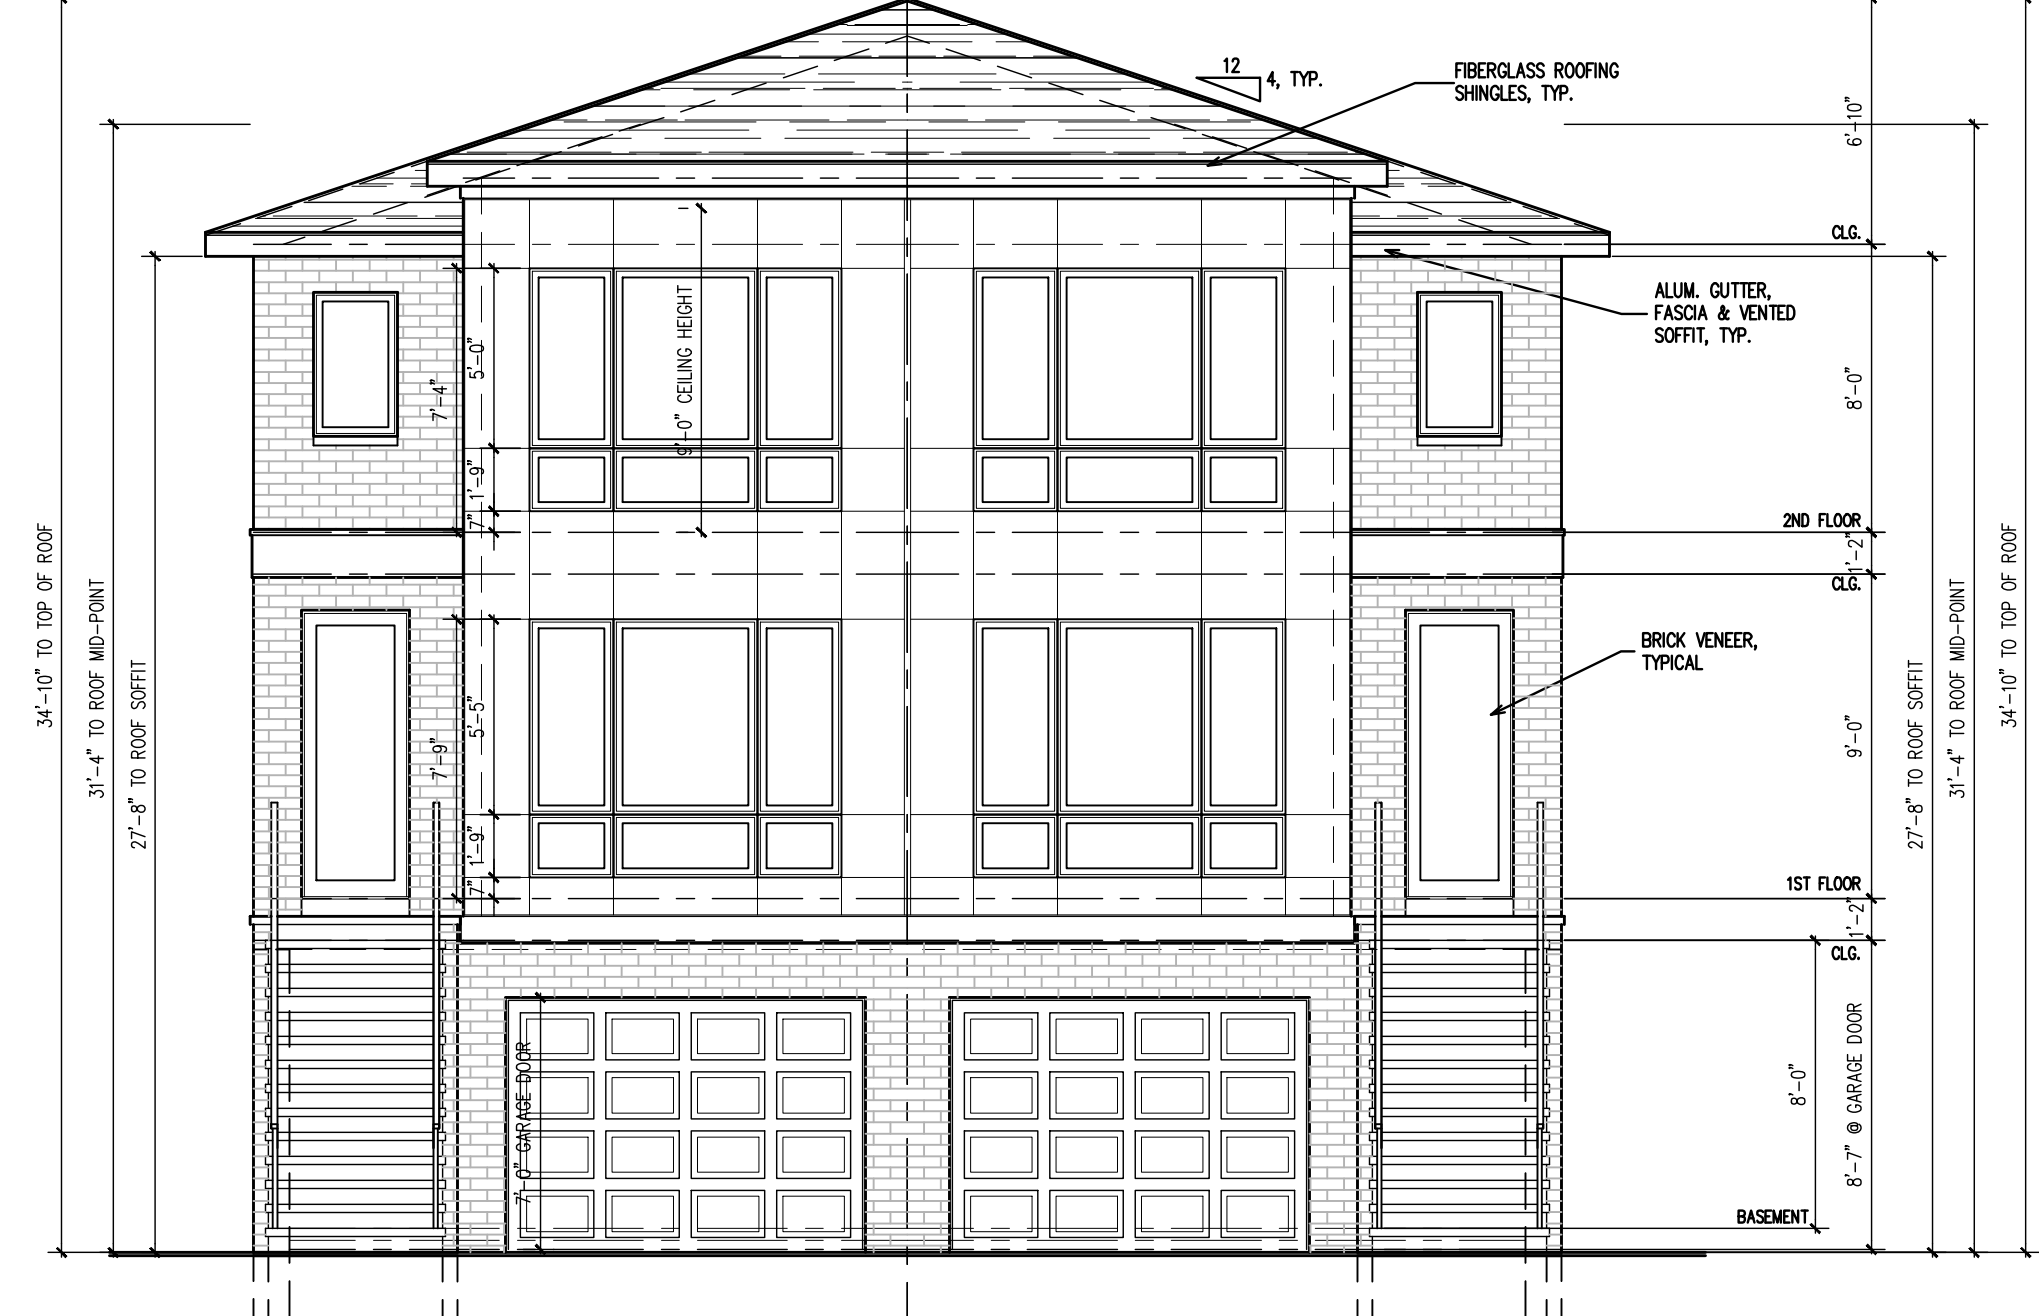 12
4, TYP.
FIBERGLASS ROOFING
SHINGLES, TYP.
6'-10"
CLG.
ALUM. GUTTER,
FASCIA & VENTED
SOFFIT, TYP.
8'-0"
5'-0"
7'-4"
9'-0" CEILING HEIGHT
1'-9"
7"
2ND FLOOR
1'-2"
CLG.
34'-10" TO TOP OF ROOF
31'-4" TO ROOF MID-POINT
27'-8" TO ROOF SOFFIT
BRICK VENEER,
TYPICAL
5'-5"
7'-9"
1'-9"
7"
9'-0"
27'-8" TO ROOF SOFFIT
31'-4" TO ROOF MID-POINT
34'-10" TO TOP OF ROOF
1ST FLOOR
1'-2"
CLG.
7'-0" GARAGE DOOR
8'-0"
8'-7" @ GARAGE DOOR
BASEMENT